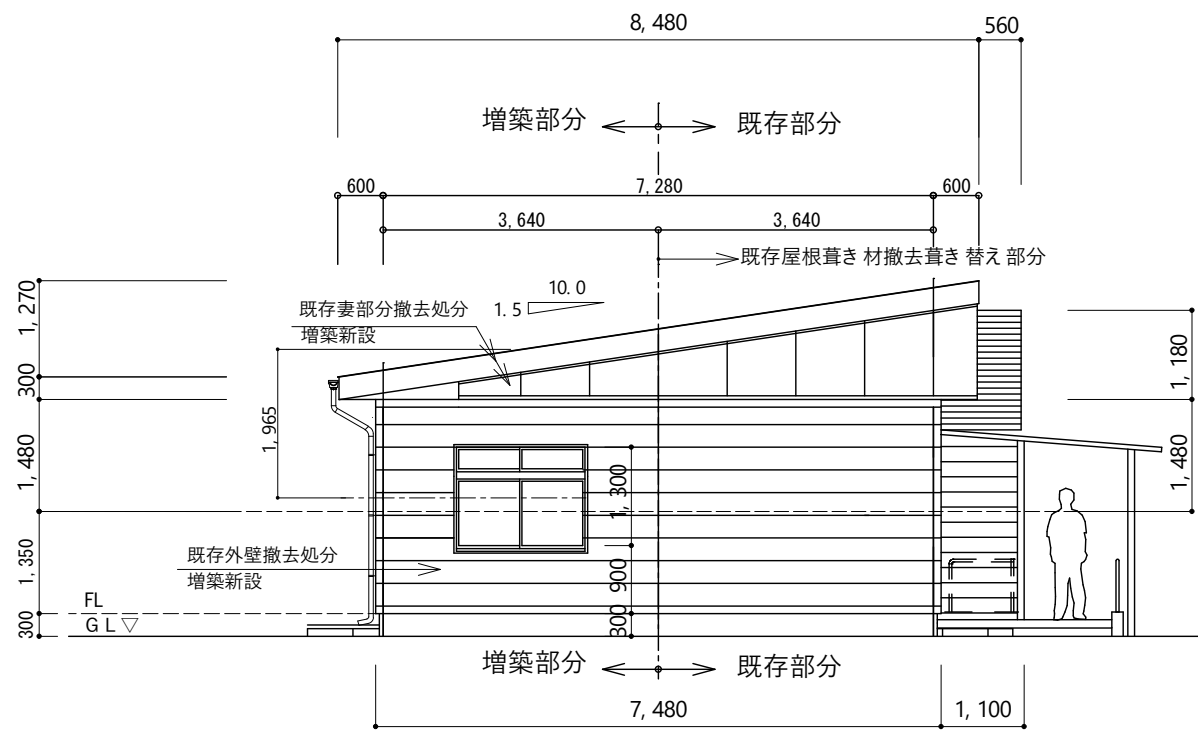 8,480
560
増築部分
既存部分
600
7,280
600
3,640
3,640
既存屋根葺き材撤去葺き替え部分
10.0
1.5
既存妻部分撤去処分
増築新設
1,270
300
1,480
1,350
300
1,965
1,300
900
300
1,180
1,480
既存外壁撤去処分
増築新設
FL
GL▽
増築部分
既存部分
7,480
1,100